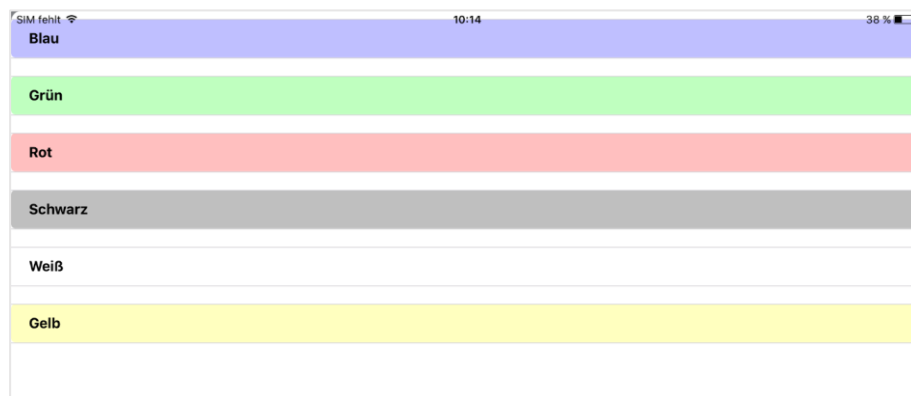 SIM fehlt 10:14 38 %
Blau
Grün
Rot
Schwarz
Weiß
Gelb